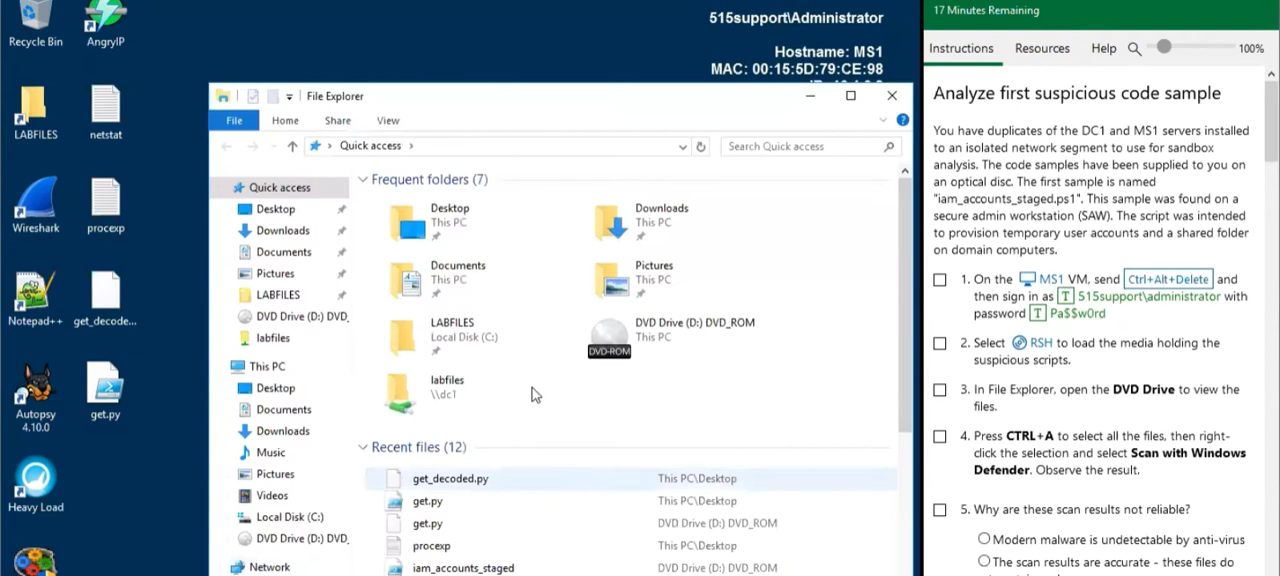 Recycle Bin
AngryIP
LABFILES
netstat
Wireshark
procexp
Notepad++
get_decode...
Autopsy
4.10.0
get.py
Heavy Load
515support\Administrator
Hostname: MS1
MAC: 00:15:5D:79:CE:98
File Explorer
File
Home
Share
View
Quick access
Search Quick access
Quick access
Desktop
Downloads
Documents
Pictures
LABFILES
DVD Drive (D:) DVD_
labfiles
This PC
Desktop
Documents
Downloads
Music
Pictures
Videos
Local Disk (C:)
DVD Drive (D:) DVD_
Network
Frequent folders (7)
Desktop
This PC
Downloads
This PC
Documents
This PC
Pictures
This PC
LABFILES
Local Disk (C:)
DVD-ROM
DVD Drive (D:) DVD_ROM
This PC
labfiles
\\dc1
Recent files (12)
get_decoded.py This PC\Desktop
get.py This PC\Desktop
get.py DVD Drive (D:) DVD_ROM
procexp This PC\Desktop
iam_accounts_staged DVD Drive (D:) DVD_ROM
17 Minutes Remaining
Instructions Resources Help 100%
Analyze first suspicious code sample
You have duplicates of the DC1 and MS1 servers installed
to an isolated network segment to use for sandbox
analysis. The code samples have been supplied to you on
an optical disc. The first sample is named
"iam_accounts_staged.ps1". This sample was found on a
secure admin workstation (SAW). The script was intended
to provision temporary user accounts and a shared folder
on domain computers.
1. On the MS1 VM, send Ctrl+Alt+Delete and
then sign in as T 515support\administrator with
password T Pa$$w0rd
2. Select RSH to load the media holding the
suspicious scripts.
3. In File Explorer, open the DVD Drive to view the
files.
4. Press CTRL+A to select all the files, then right-
click the selection and select Scan with Windows
Defender. Observe the result.
5. Why are these scan results not reliable?
Modern malware is undetectable by anti-virus
The scan results are accurate - these files do